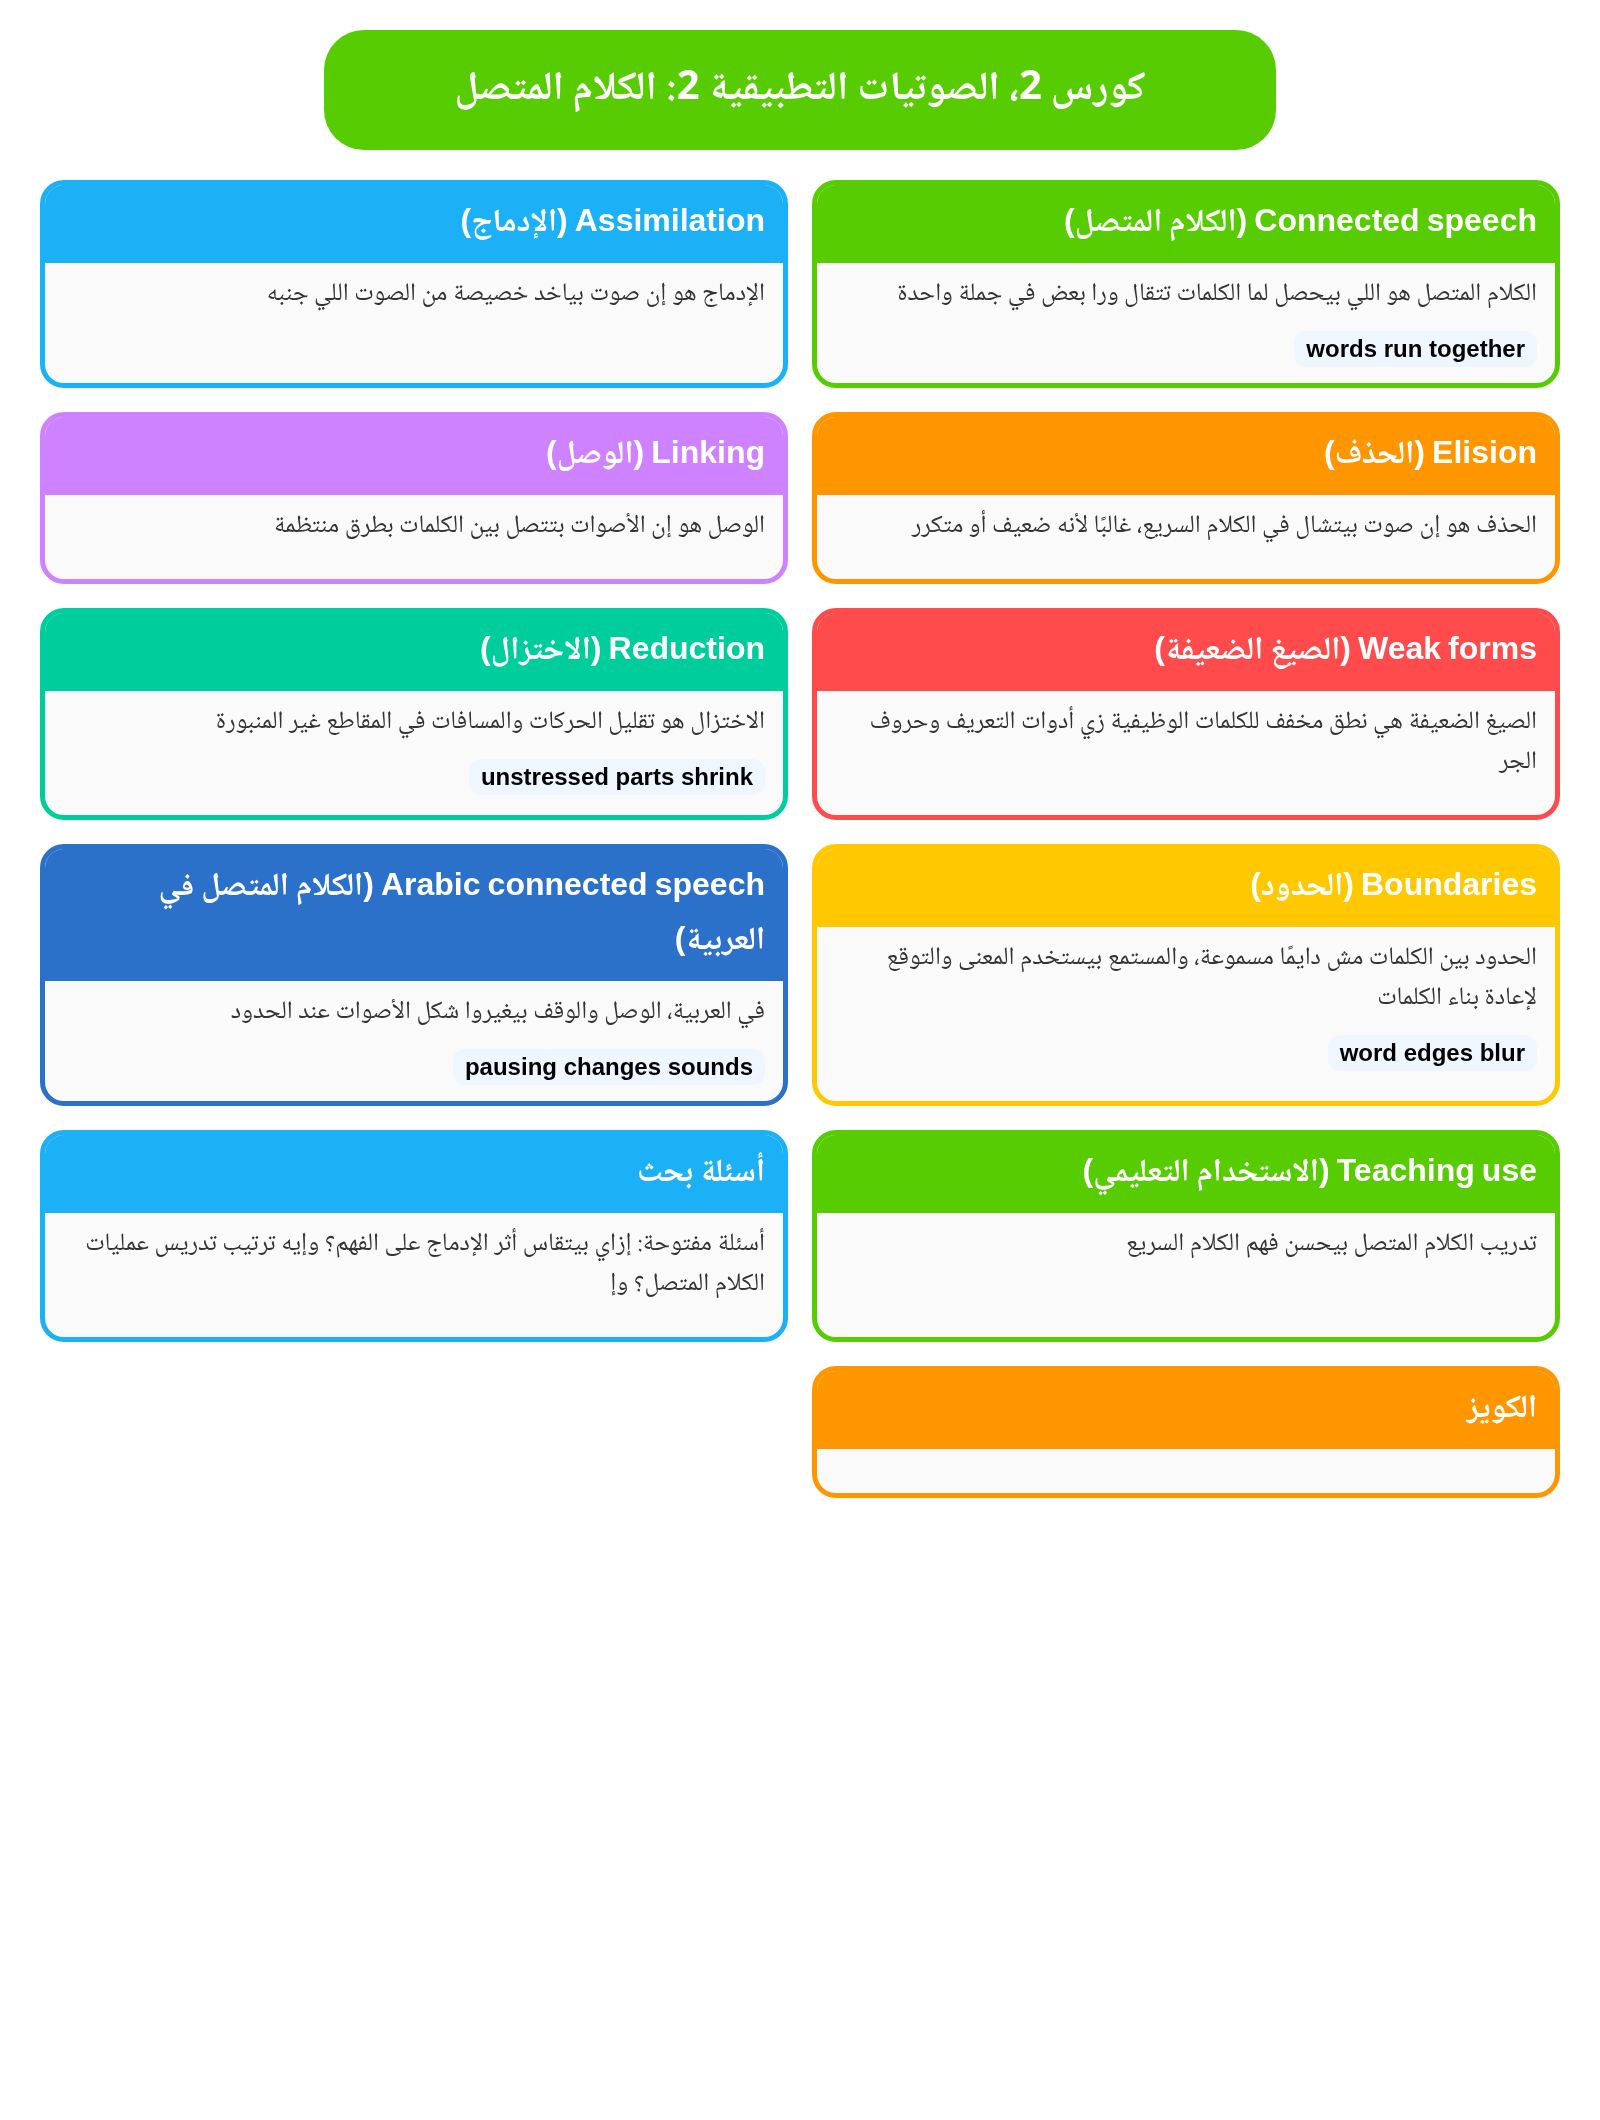 كورس 2، الصوتيات التطبيقية 2: الكلام المتصل
Connected speech (الكلام المتصل)
الكلام المتصل هو اللي بيحصل لما الكلمات تتقال ورا بعض في جملة واحدة
words run together
Assimilation (الإدماج)
الإدماج هو إن صوت بياخد خصيصة من الصوت اللي جنبه
Elision (الحذف)
الحذف هو إن صوت بيتشال في الكلام السريع، غالبًا لأنه ضعيف أو متكرر
Linking (الوصل)
الوصل هو إن الأصوات بتتصل بين الكلمات بطرق منتظمة
Weak forms (الصيغ الضعيفة)
الصيغ الضعيفة هي نطق مخفف للكلمات الوظيفية زي أدوات التعريف وحروف
الجر
Reduction (الاختزال)
الاختزال هو تقليل الحركات والمسافات في المقاطع غير المنبورة
unstressed parts shrink
Boundaries (الحدود)
الحدود بين الكلمات مش دايمًا مسموعة، والمستمع بيستخدم المعنى والتوقع
لإعادة بناء الكلمات
word edges blur
Arabic connected speech (الكلام المتصل في
العربية)
في العربية، الوصل والوقف بيغيروا شكل الأصوات عند الحدود
pausing changes sounds
Teaching use (الاستخدام التعليمي)
تدريب الكلام المتصل بيحسن فهم الكلام السريع
أسئلة بحث
أسئلة مفتوحة: إزاي بيتقاس أثر الإدماج على الفهم؟ وإيه ترتيب تدريس عمليات
الكلام المتصل؟ وإ
الكويز